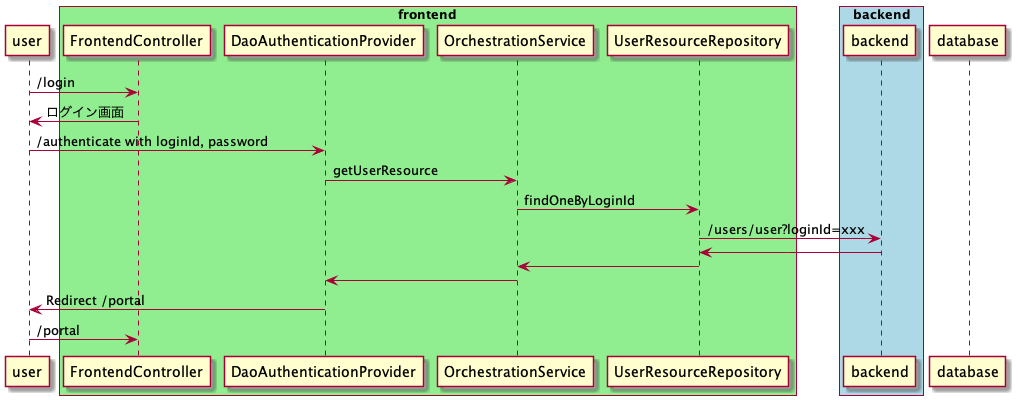 frontend
backend
user
FrontendController
DaoAuthenticationProvider
OrchestrationService
UserResourceRepository
backend
database
/login
ログイン画面
/authenticate with loginId, password
getUserResource
findOneByLoginId
/users/user?loginId=xxx
Redirect /portal
/portal
user
FrontendController
DaoAuthenticationProvider
OrchestrationService
UserResourceRepository
backend
database